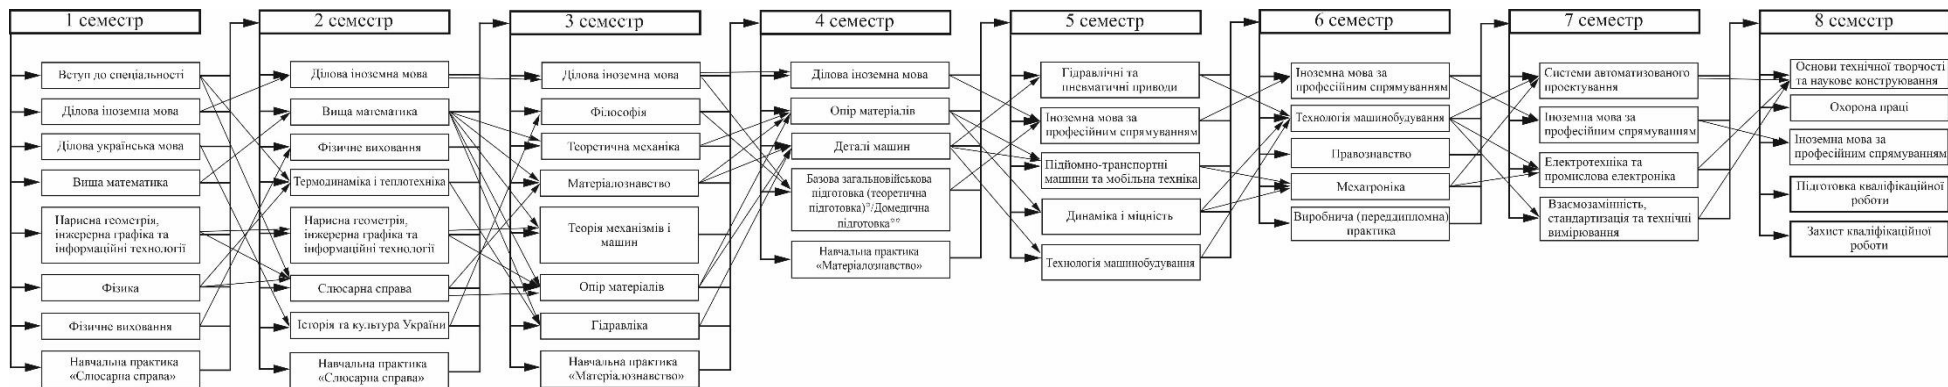 1 семестр
Вступ до спеціальності
Ділова іноземна мова
Ділова українська мова
Вища математика
Нарисна геометрія,
інжерерна графіка та
інформаційні технології
Фізика
Фізичне виховання
Навчальна практика
«Слюсарна справа»
2 семестр
Ділова іноземна мова
Вища математика
Фізичне виховання
Термодинаміка і теплотехніка
Нарисна геометрія,
інжерерна графіка та
інформаційні технології
Слюсарна справа
Історія та культура України
Навчальна практика
«Слюсарна справа»
3 семестр
Ділова іноземна мова
Філософія
Теоретична механіка
Матеріалознавство
Теорія механізмів і
машин
Опір матеріалів
Гідравліка
Навчальна практика
«Матеріалознавство»
4 семестр
Ділова іноземна мова
Опір матеріалів
Деталі машин
Базова загальновійськова
підготовка (теоретична
підготовка)*/Домедична
підготовка**
Навчальна практика
«Матеріалознавство»
5 семестр
Гідравлічні та
пневматичні приводи
Іноземна мова за
професійним спрямуванням
Підйомно-транспортні
машини та мобільна техніка
Динаміка і міцність
Технологія машинобудування
6 семестр
Іноземна мова за
професійним спрямуванням
Технологія машинобудування
Правознавство
Мехатроніка
Виробнича (переддипломна)
практика
7 семестр
Системи автоматизованого
проектування
Іноземна мова за
професійним спрямуванням
Електротехніка та
промислова електроніка
Взаємозамінність,
стандартизація та технічні
вимірювання
8 семестр
Основи технічної творчості
та наукове конструювання
Охорона праці
Іноземна мова за
професійним спрямуванням
Підготовка кваліфікаційної
роботи
Захист кваліфікаційної
роботи